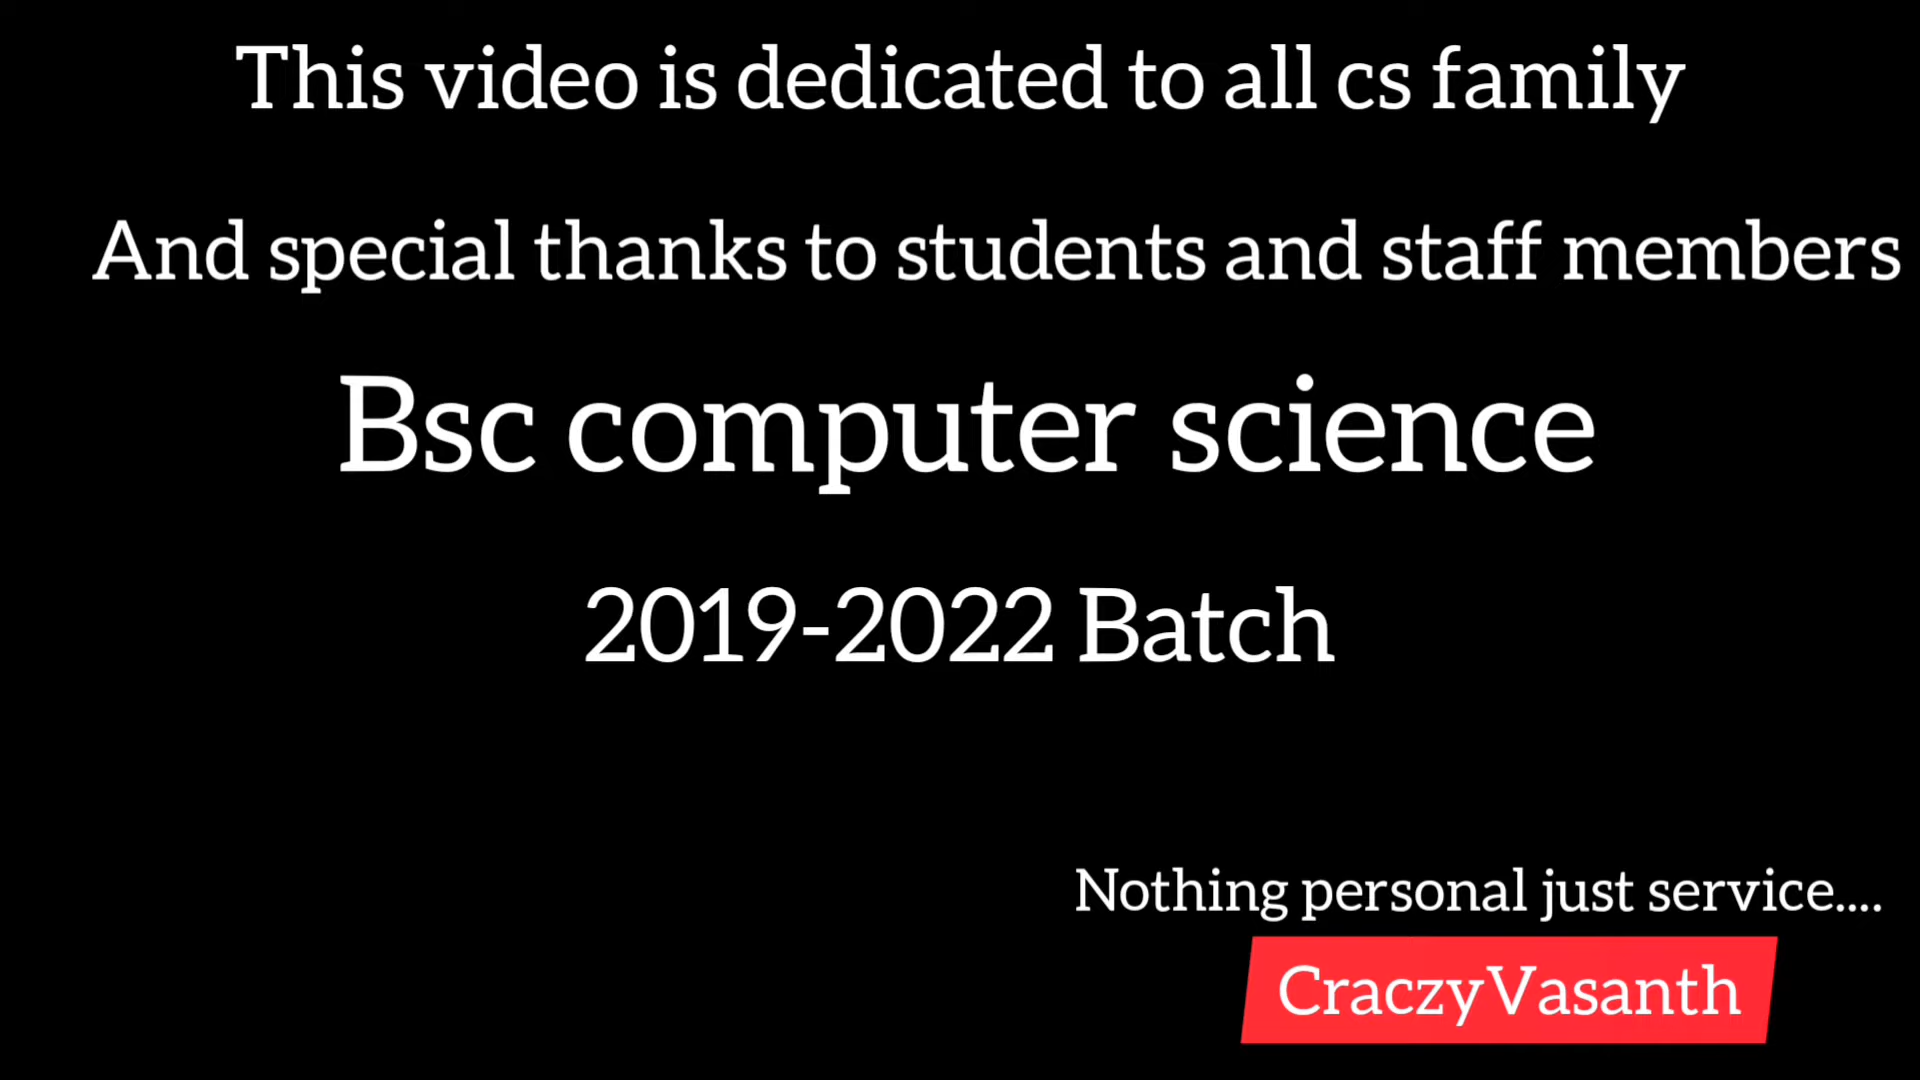 This video is dedicated to all cs family
And special thanks to students and staff members
Bsc computer science
2019-2022 Batch
Nothing personal just service....
CraczyVasanth